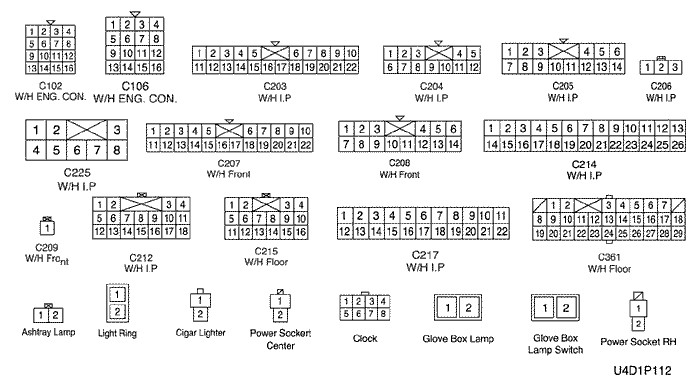 1 2 3 4
5 6 7 8
9 10 11 12
13 14 15 16
C102
W/H ENG. CON.
1 2 3 4
5 6 7 8
9 10 11 12
13 14 15 16
C106
W/H ENG. CON.
1 2 3 4 5 6 7 8 9 10
11 12 13 14 15 16 17 18 19 20 21 22
C203
W/H I.P
1 2 3 4 5
6 7 8 9 10 11 12
C204
W/H I.P
1 2 3 4 5 6
7 8 9 10 11 12 13 14
C205
W/H I.P
1 2 3
C206
W/H I.P
1 2 3
4 5 6 7 8
C225
W/H I.P
1 2 3 4 5 6 7 8 9 10
11 12 13 14 15 16 17 18 19 20 21 22
C207
W/H Front
1 2 3 4 5 6
7 8 9 10 11 12 13 14
C208
W/H Front
1 2 3 4 5 6 7 8 9 10 11 12 13
14 15 16 17 18 19 20 21 22 23 24 25 26
C214
W/H I.P
1
C209
W/H Front
1 2 3 4
5 6 7 8 9 10 11
12 13 14 15 16 17 18
C212
W/H I.P
1 2 3 4
5 6 7 8 9 10
11 12 13 14 15 16
C215
W/H Floor
1 2 3 4 5 6 7 8 9 10 11
12 13 14 15 16 17 18 19 20 21 22
C217
W/H I.P
1 2 3 4 5 6 7
8 9 10 11 12 13 14 15 16 17 18
19 20 21 22 23 24 25 26 27 28 29
C361
W/H Floor
1 2
Ashtray Lamp
1
2
Light Ring
1
2
Cigar Lighter
1
2
Power Sockert
Center
1 2 3 4
5 6 7 8
Clock
1 2
Glove Box Lamp
1 2
Glove Box
Lamp Switch
1
2
Power Socket RH
U4D1P112